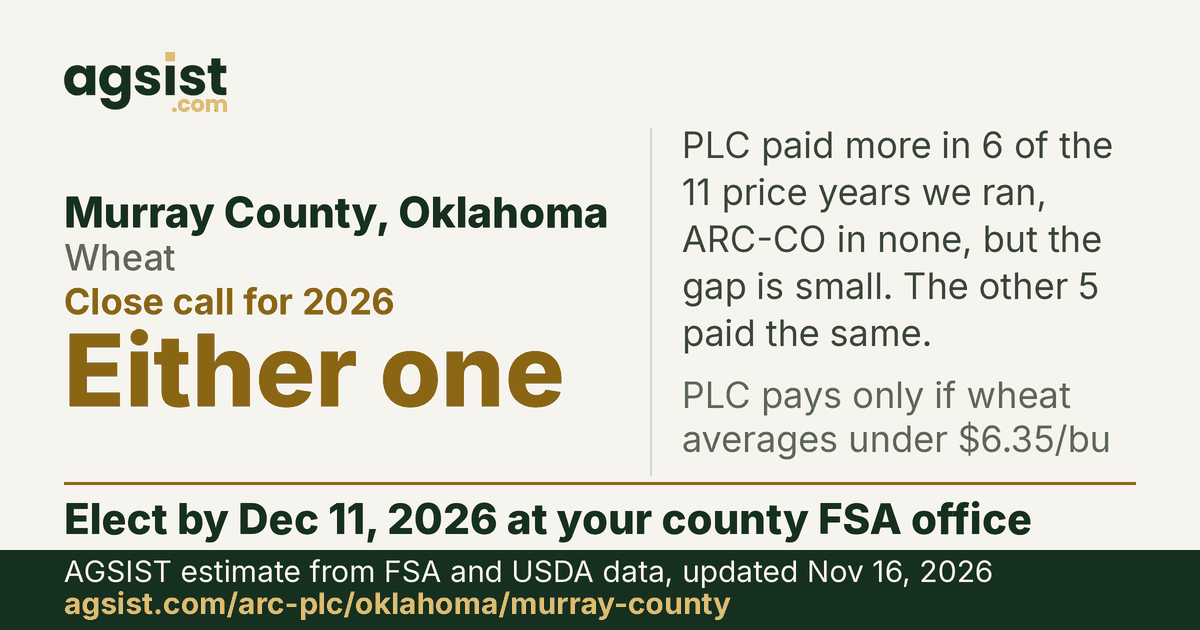 agsist
.com
Murray County, Oklahoma
Wheat
Close call for 2026
Either one
PLC paid more in 6 of the
11 price years we ran,
ARC-CO in none, but the
gap is small. The other 5
paid the same.
PLC pays only if wheat
averages under $6.35/bu
Elect by Dec 11, 2026 at your county FSA office
AGSIST estimate from FSA and USDA data, updated Nov 16, 2026
agsist.com/arc-plc/oklahoma/murray-county